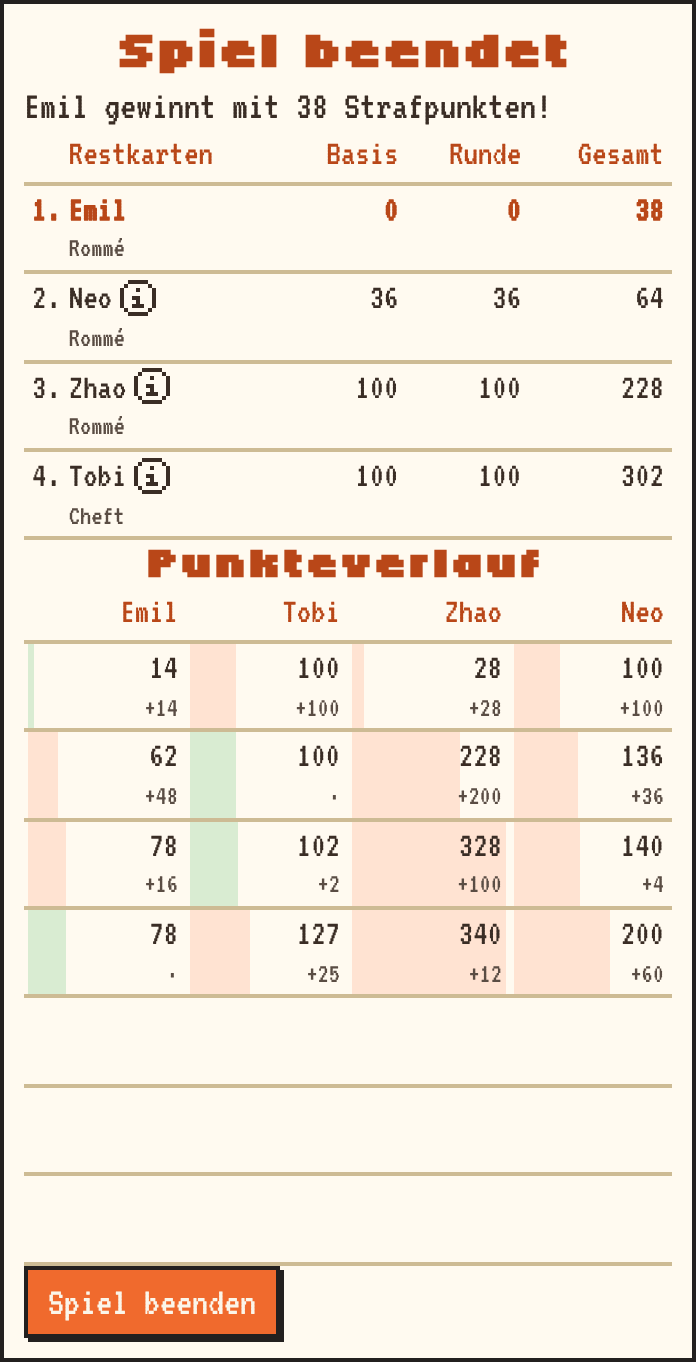 Spiel beendet
Emil gewinnt mit 38 Strafpunkten!
Restkarten Basis Runde Gesamt
1. Emil 0 0 38
Rommé
2. Neo i 36 36 64
Rommé
3. Zhao i 100 100 228
Rommé
4. Tobi i 100 100 302
Cheft
Punkteverlauf
Emil Tobi Zhao Neo
14 100 28 100
+14 +100 +28 +100
62 100 228 136
+48 · +200 +36
78 102 328 140
+16 +2 +100 +4
78 127 340 200
· +25 +12 +60
Spiel beenden